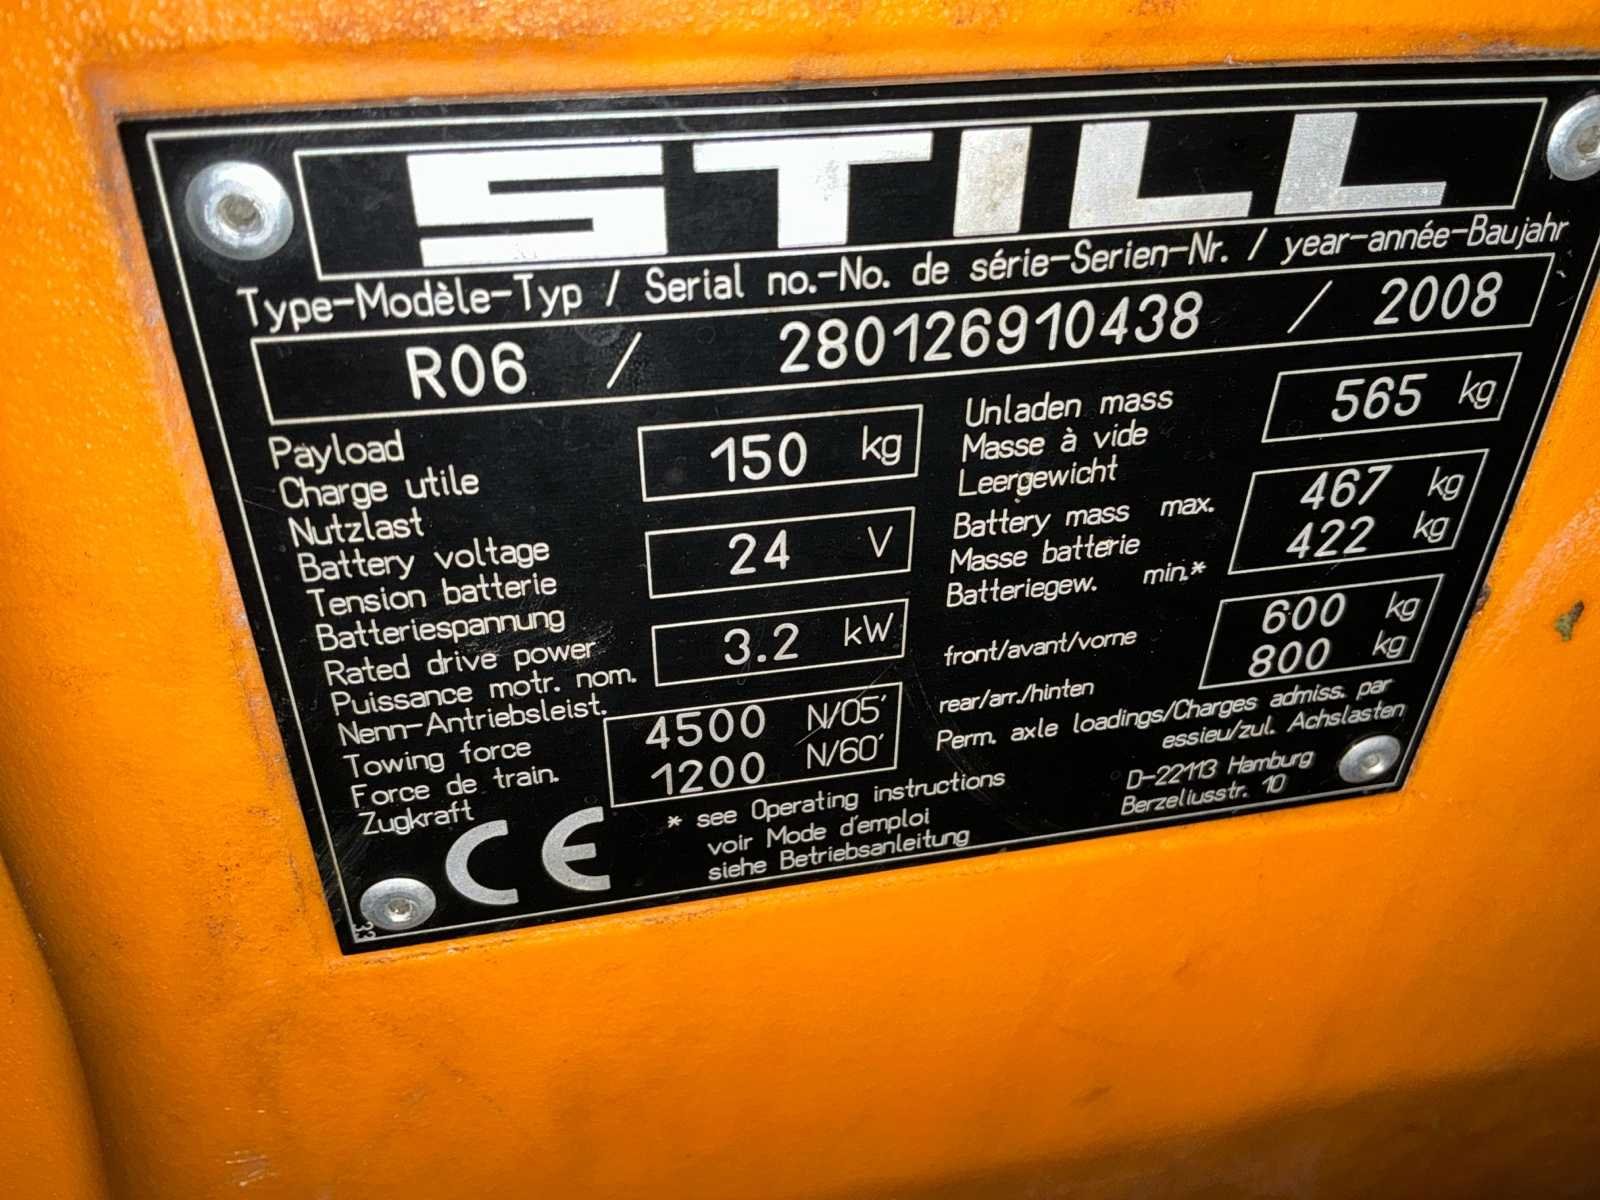 STILL
Type-Modèle-Typ / Serial no.-No. de série-Serien-Nr. / year-année-Baujahr
R06 / 280126910438 / 2008
Payload
Charge utile
Nutzlast
150 kg
Battery voltage
Tension batterie
Batteriespannung
24 V
Rated drive power
Puissance motr. nom.
Nenn-Antriebsleist.
3.2 kW
Towing force
Force de train.
Zugkraft
4500 N/05'
1200 N/60'
Unladen mass
Masse à vide
Leergewicht
565 kg
Battery mass max.
Masse batterie
Batteriegew. min.*
467 kg
422 kg
front/avant/vorne
600 kg
rear/arr./hinten
800 kg
Perm. axle loadings/Charges admiss. par
essieu/zul. Achslasten
CE
* see Operating instructions
voir Mode d'emploi
siehe Betriebsanleitung
D-22113 Hamburg
Berzeliusstr. 10
33